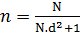 n = N / N.d²+1